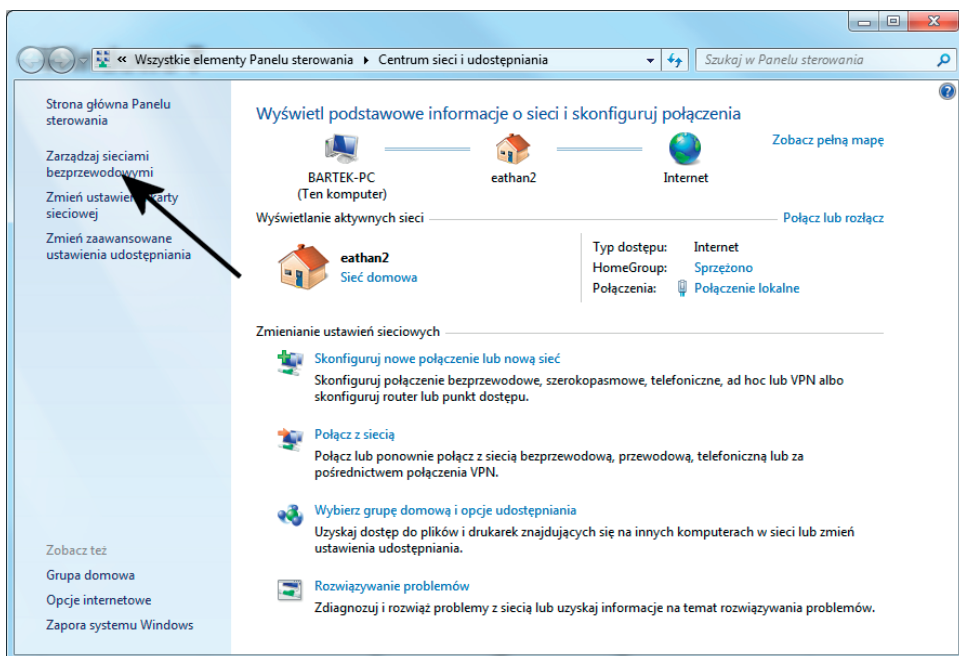 « Wszystkie elementy Panelu sterowania ▸ Centrum sieci i udostępniania
Szukaj w Panelu sterowania
Strona główna Panelu
sterowania
Zarządzaj sieciami
bezprzewodowymi
Zmień ustawienia karty
sieciowej
Zmień zaawansowane
ustawienia udostępniania
Zobacz też
Grupa domowa
Opcje internetowe
Zapora systemu Windows
Wyświetl podstawowe informacje o sieci i skonfiguruj połączenia
Zobacz pełną mapę
BARTEK-PC
(Ten komputer)
eathan2
Internet
Wyświetlanie aktywnych sieci
Połącz lub rozłącz
eathan2
Sieć domowa
Typ dostępu: Internet
HomeGroup: Sprzężono
Połączenia: Połączenie lokalne
Zmienianie ustawień sieciowych
Skonfiguruj nowe połączenie lub nową sieć
Skonfiguruj połączenie bezprzewodowe, szerokopasmowe, telefoniczne, ad hoc lub VPN albo
skonfiguruj router lub punkt dostępu.
Połącz z siecią
Połącz lub ponownie połącz z siecią bezprzewodową, przewodową, telefoniczną lub za
pośrednictwem połączenia VPN.
Wybierz grupę domową i opcje udostępniania
Uzyskaj dostęp do plików i drukarek znajdujących się na innych komputerach w sieci lub zmień
ustawienia udostępniania.
Rozwiązywanie problemów
Zdiagnozuj i rozwiąż problemy z siecią lub uzyskaj informacje na temat rozwiązywania problemów.